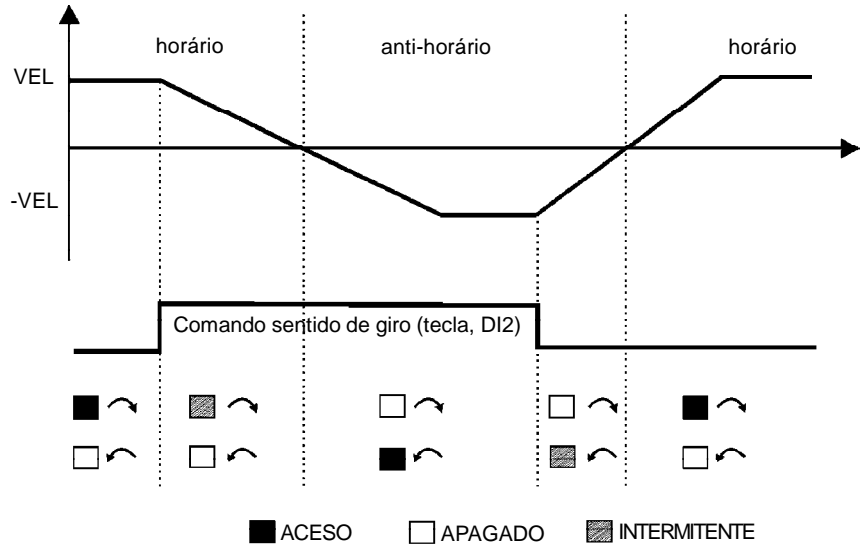 horário anti-horário horário
VEL
-VEL
Comando sentido de giro (tecla, DI2)
ACESO APAGADO INTERMITENTE